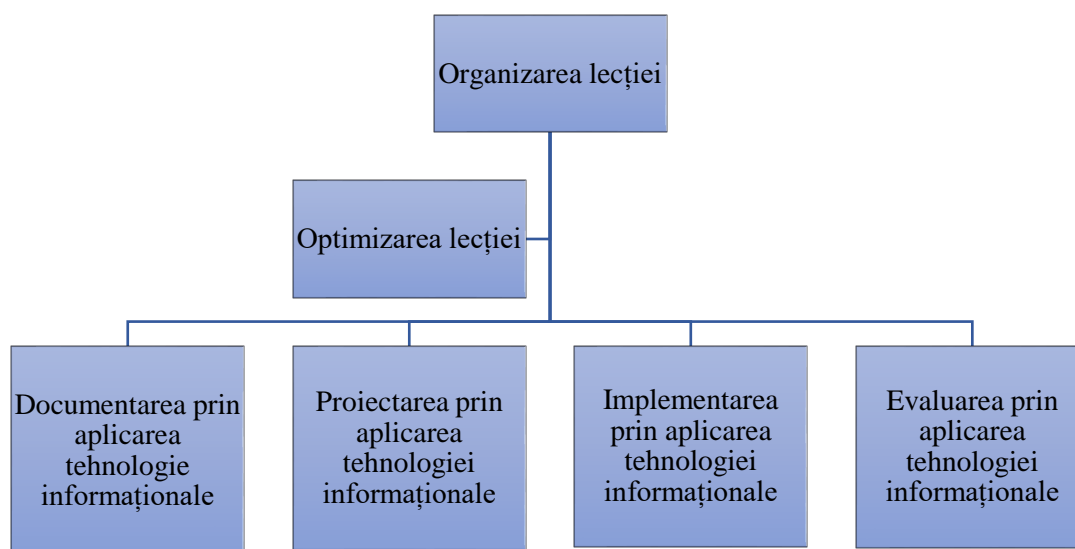 Organizarea lecției
Optimizarea lecției
Documentarea prin
aplicarea
tehnologie
informaționale
Proiectarea prin
aplicarea
tehnologiei
informaționale
Implementarea
prin aplicarea
tehnologiei
informaționale
Evaluarea prin
aplicarea
tehnologiei
informaționale